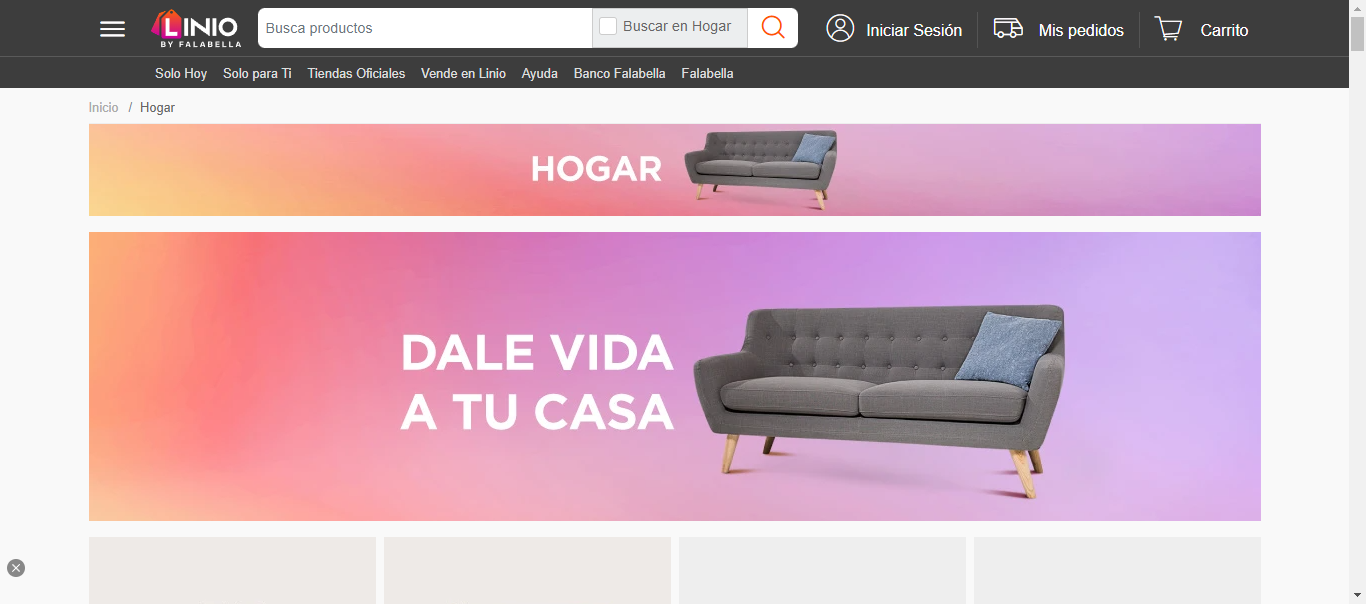 LINIO
BY FALABELLA
Busca productos
Buscar en Hogar
Iniciar Sesión
Mis pedidos
Carrito
Solo Hoy Solo para Ti Tiendas Oficiales Vende en Linio Ayuda Banco Falabella Falabella
Inicio / Hogar
HOGAR
DALE VIDA
A TU CASA